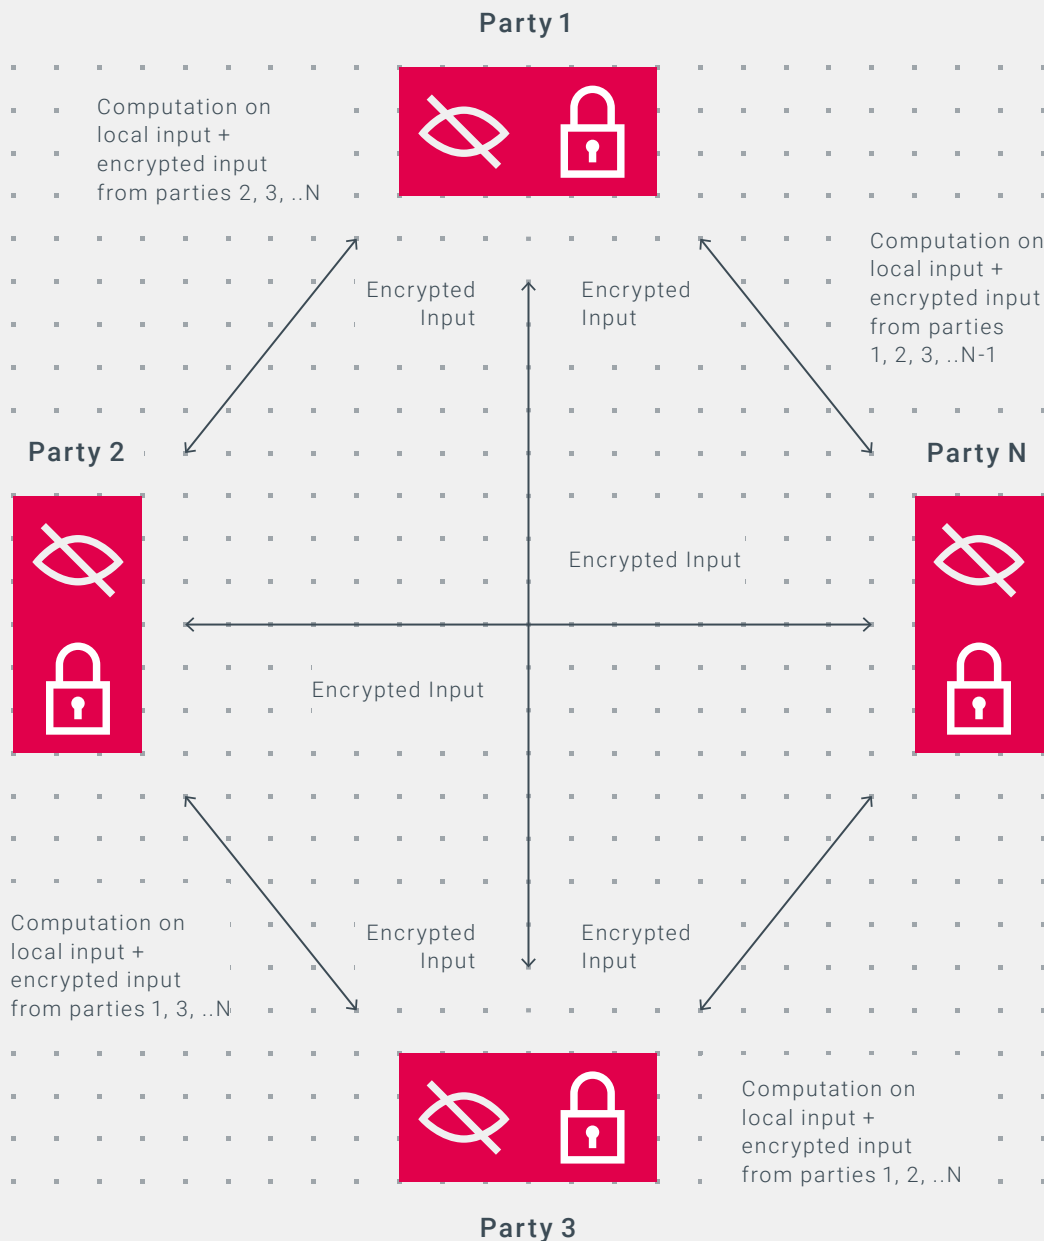 Party 1
Computation on
local input +
encrypted input
from parties 2, 3, ..N
Computation on
local input +
encrypted input
from parties
1, 2, 3, ..N-1
Encrypted
Input
Encrypted
Input
Party 2
Party N
Encrypted Input
Encrypted Input
Computation on
local input +
encrypted input
from parties 1, 3, ..N
Encrypted
Input
Encrypted
Input
Computation on
local input +
encrypted input
from parties 1, 2, ..N
Party 3